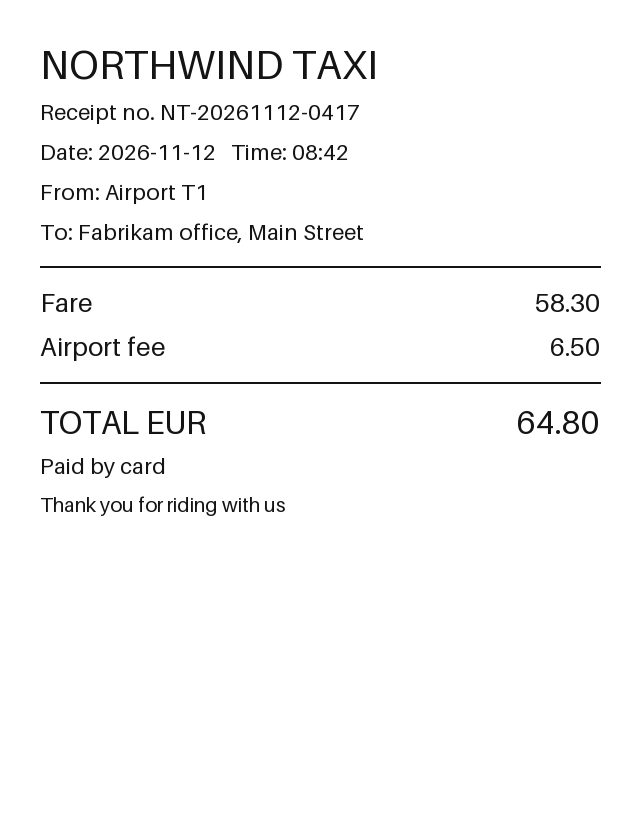 NORTHWIND TAXI
Receipt no. NT-20261112-0417
Date: 2026-11-12 Time: 08:42
From: Airport T1
To: Fabrikam office, Main Street
Fare 58.30
Airport fee 6.50
TOTAL EUR 64.80
Paid by card
Thank you for riding with us